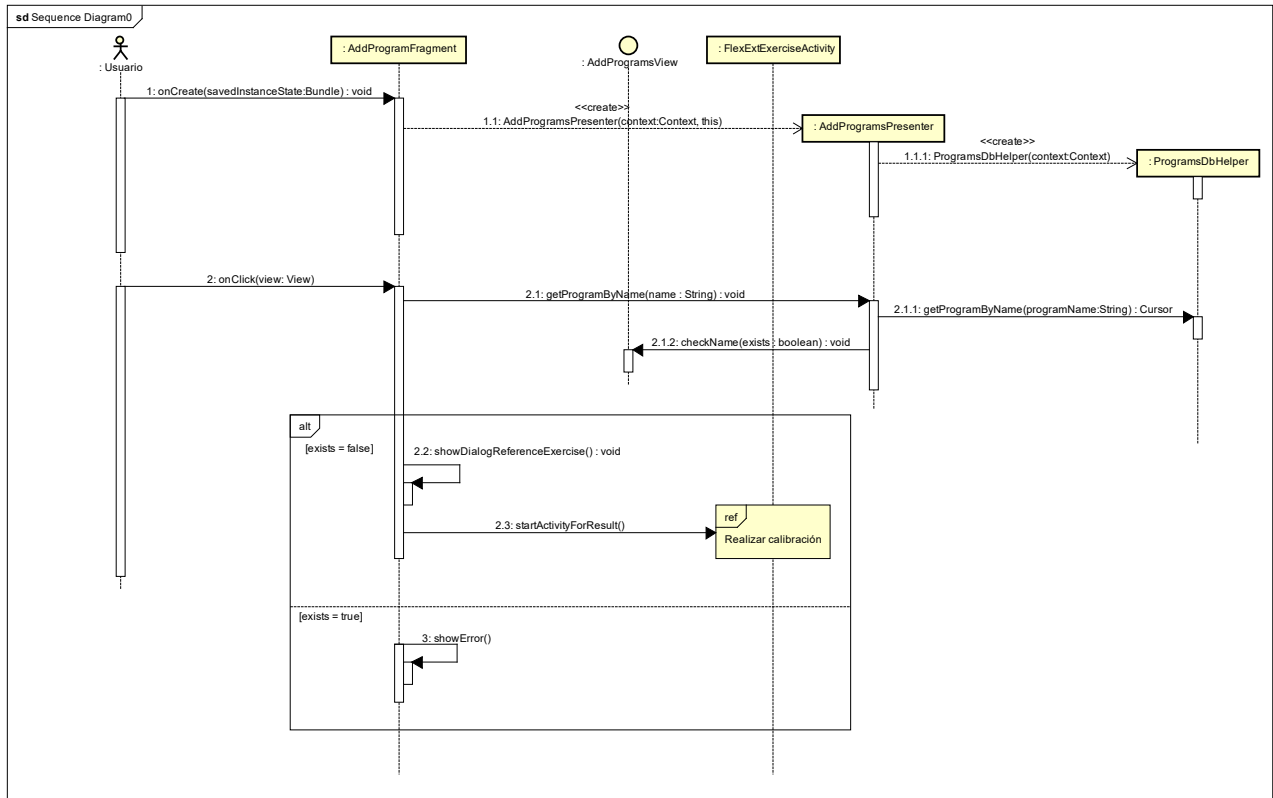 sd Sequence Diagram0
: Usuario
: AddProgramFragment
: AddProgramsView
: FlexExtExerciseActivity
1: onCreate(savedInstanceState:Bundle) : void
<<create>>
1.1: AddProgramsPresenter(context:Context, this)
: AddProgramsPresenter
<<create>>
1.1.1: ProgramsDbHelper(context:Context)
: ProgramsDbHelper
2: onClick(view: View)
2.1: getProgramByName(name : String) : void
2.1.1: getProgramByName(programName:String) : Cursor
2.1.2: checkName(exists : boolean) : void
alt
[exists = false]
2.2: showDialogReferenceExercise() : void
2.3: startActivityForResult()
ref
Realizar calibración
[exists = true]
3: showError()